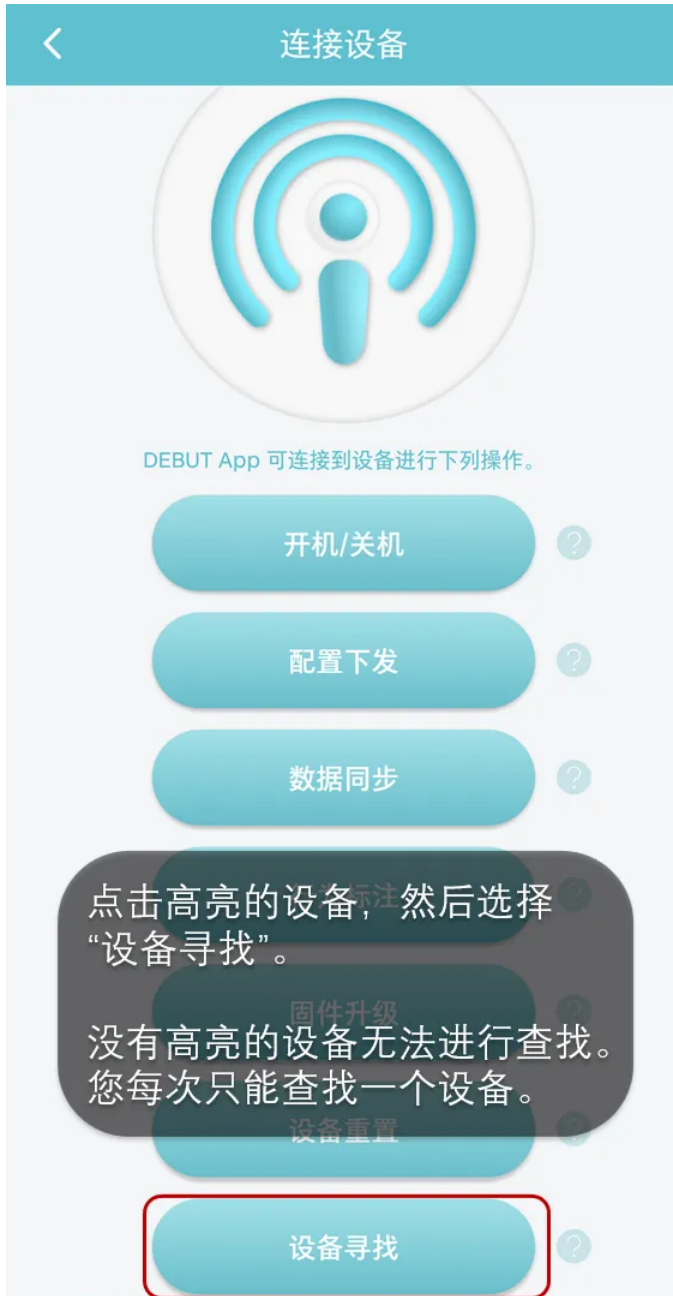 连接设备
DEBUT App 可连接到设备进行下列操作。
开机/关机
?
配置下发
?
数据同步
?
标注
?
点击高亮的设备，然后选择
“设备寻找”。
固件升级
?
没有高亮的设备无法进行查找。
您每次只能查找一个设备。
设备重置
?
设备寻找
?